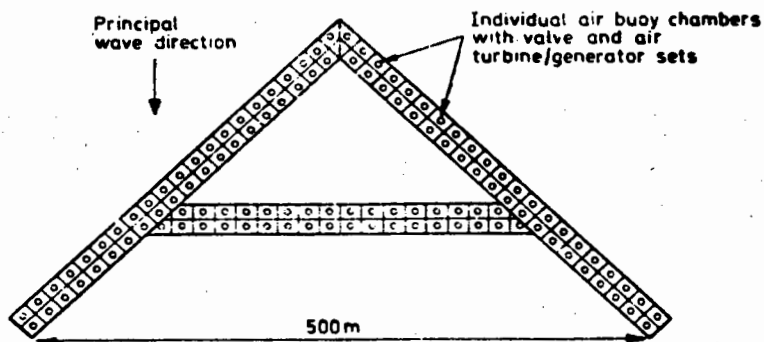 Principal
wave direction
Individual air buoy chambers
with valve and air
turbine/generator sets
500m